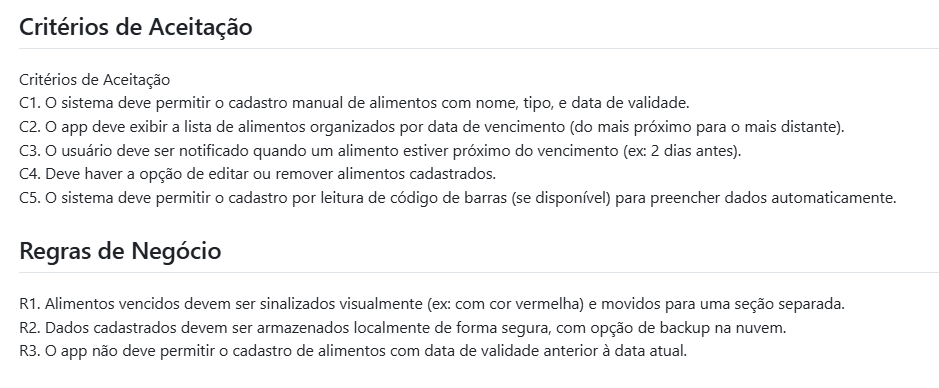 Critérios de Aceitação
Critérios de Aceitação
C1. O sistema deve permitir o cadastro manual de alimentos com nome, tipo, e data de validade.
C2. O app deve exibir a lista de alimentos organizados por data de vencimento (do mais próximo para o mais distante).
C3. O usuário deve ser notificado quando um alimento estiver próximo do vencimento (ex: 2 dias antes).
C4. Deve haver a opção de editar ou remover alimentos cadastrados.
C5. O sistema deve permitir o cadastro por leitura de código de barras (se disponível) para preencher dados automaticamente.
Regras de Negócio
R1. Alimentos vencidos devem ser sinalizados visualmente (ex: com cor vermelha) e movidos para uma seção separada.
R2. Dados cadastrados devem ser armazenados localmente de forma segura, com opção de backup na nuvem.
R3. O app não deve permitir o cadastro de alimentos com data de validade anterior à data atual.